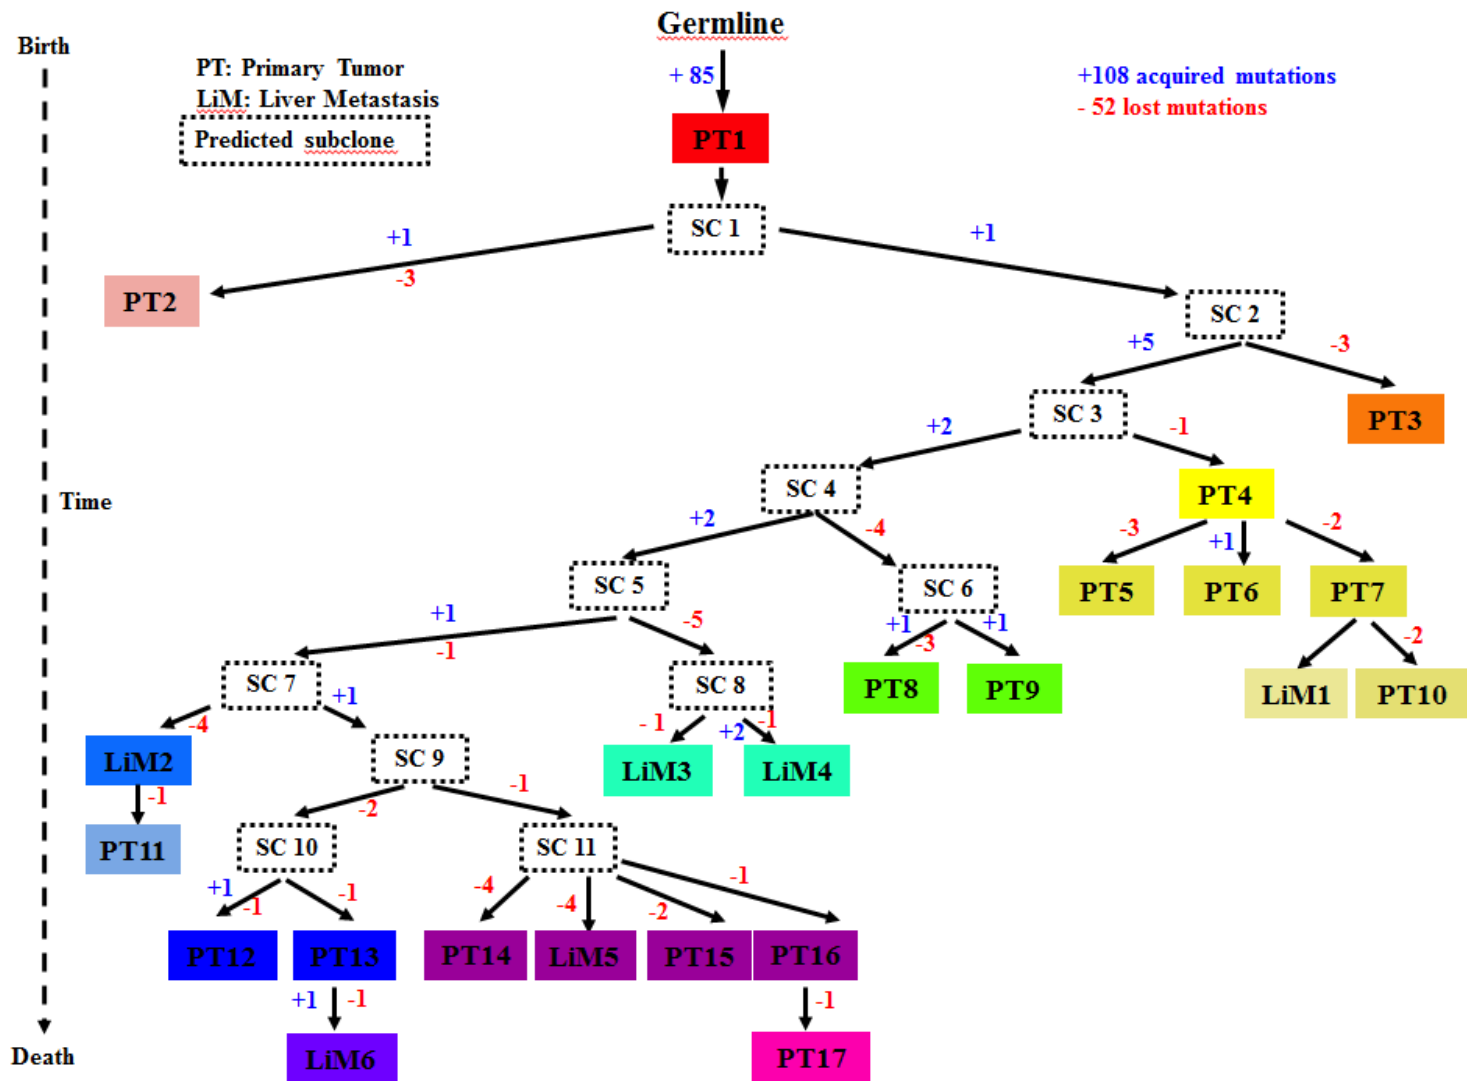 Germline
Birth
PT: Primary Tumor
LiM: Liver Metastasis
Predicted subclone
+ 85
+108 acquired mutations
- 52 lost mutations
PT1
SC 1
+1
-3
+1
PT2
SC 2
+5
-3
SC 3
PT3
+2
-1
SC 4
PT4
Time
+2
-4
-3
+1
-2
SC 5
SC 6
PT5
PT6
PT7
+1
-1
-5
+1
-3
+1
-2
SC 7
SC 8
PT8
PT9
LiM1
PT10
-4
+1
- 1
+2
-1
LiM2
SC 9
LiM3
LiM4
-1
-2
-1
PT11
SC 10
SC 11
+1
-1
-1
-4
-4
-2
-1
PT12
PT13
PT14
LiM5
PT15
PT16
+1
-1
-1
Death
LiM6
PT17